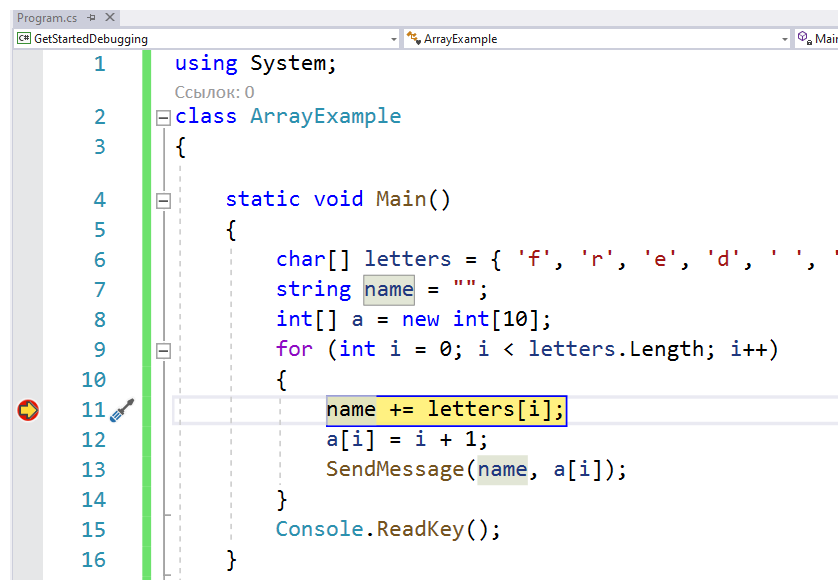 Program.cs
C# GetStartedDebugging ArrayExample Main
1 using System;
Ссылок: 0
2 class ArrayExample
3 {
4 static void Main()
5 {
6 char[] letters = { 'f', 'r', 'e', 'd', ' ', '
7 string name = "";
8 int[] a = new int[10];
9 for (int i = 0; i < letters.Length; i++)
10 {
11 name += letters[i];
12 a[i] = i + 1;
13 SendMessage(name, a[i]);
14 }
15 Console.ReadKey();
16 }